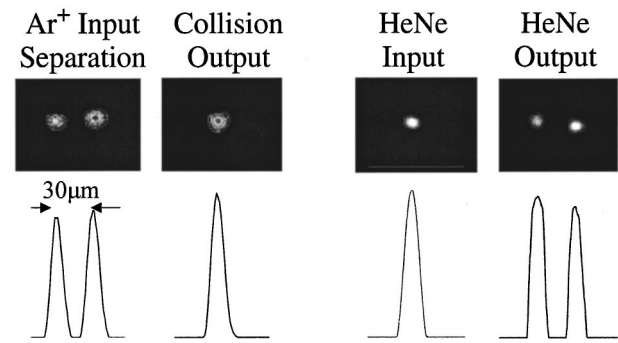 Ar+ Input Separation
Collision Output
HeNe Input
HeNe Output
30μm